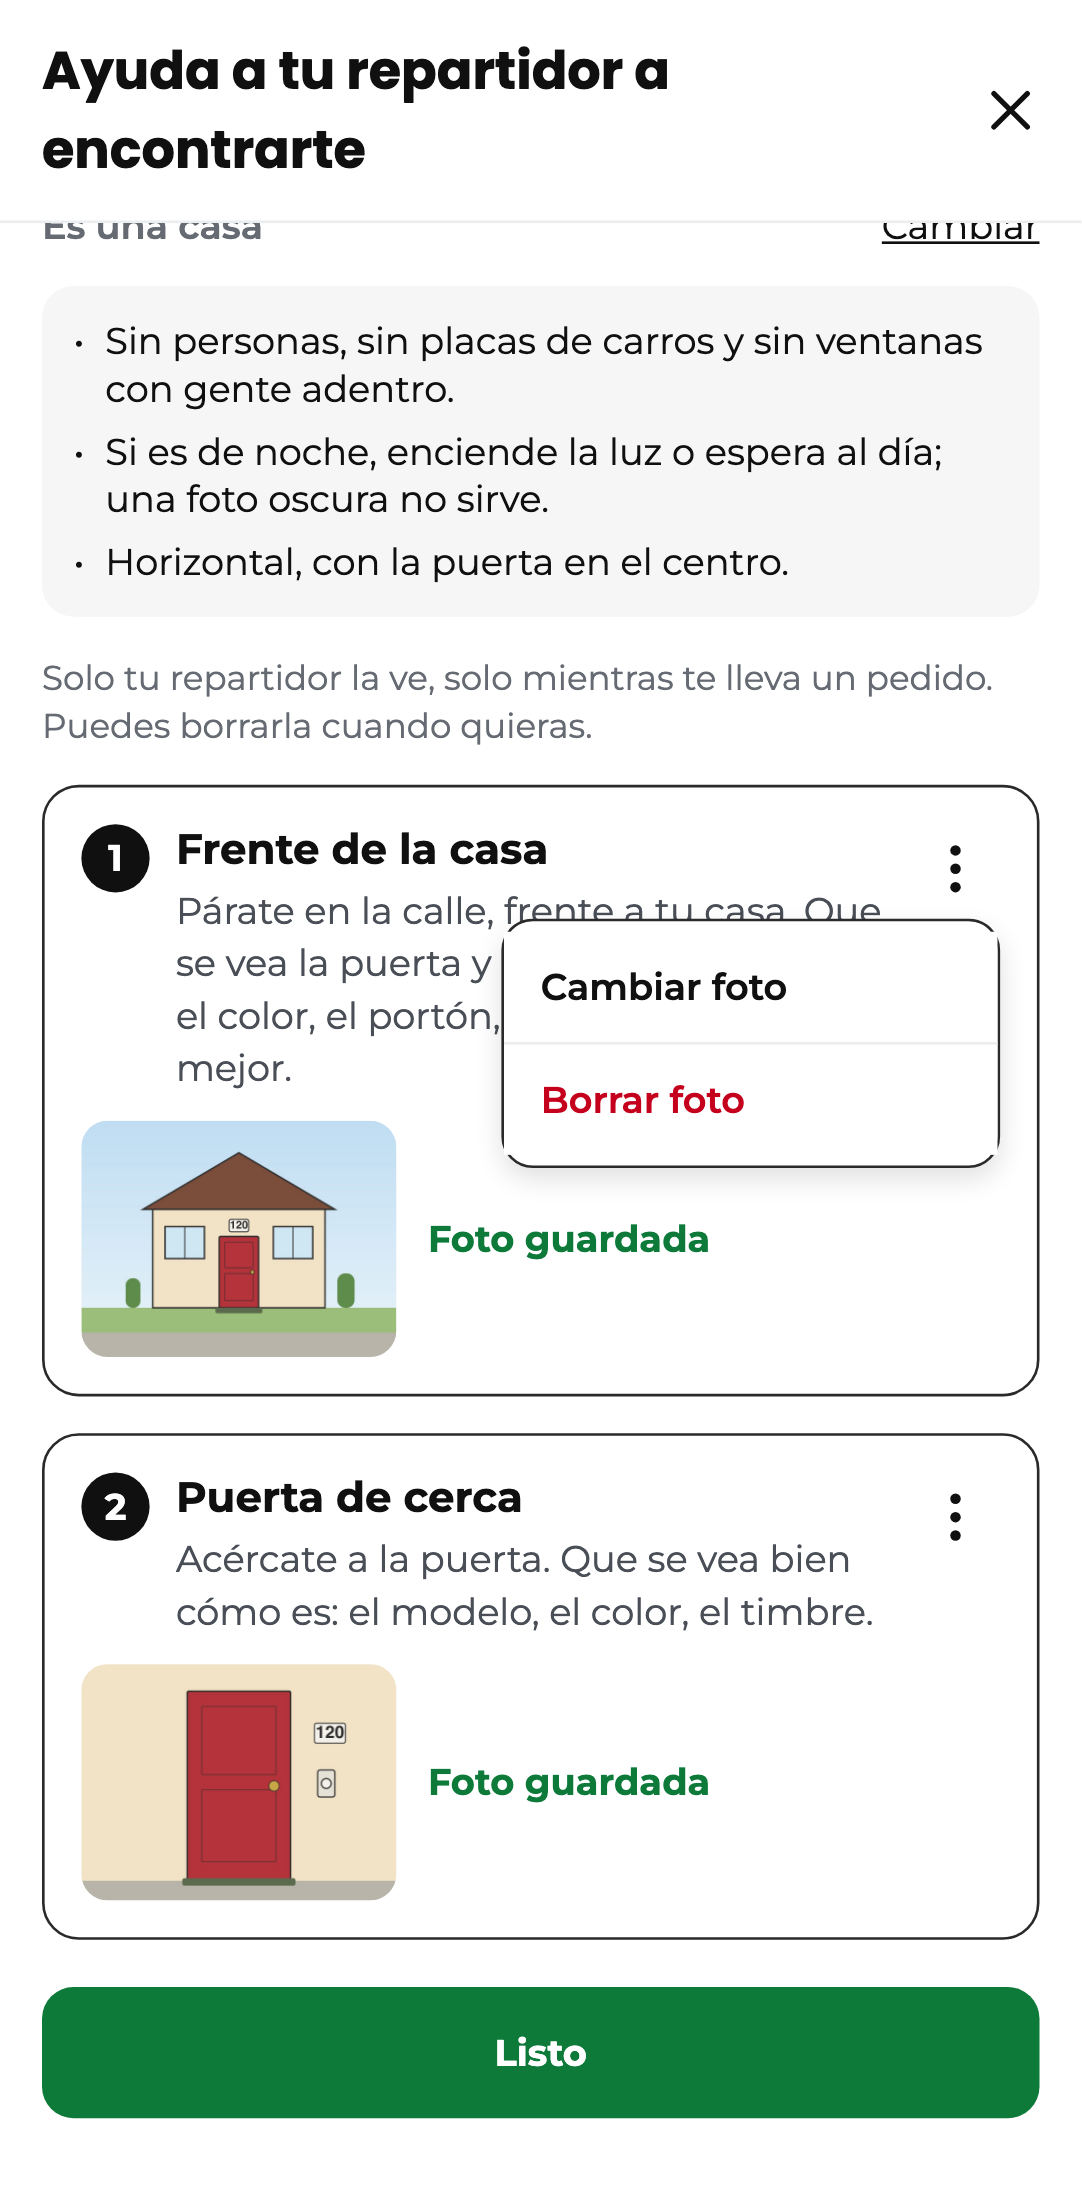 Ayuda a tu repartidor a
encontrarte
Es una casa
Cambiar
• Sin personas, sin placas de carros y sin ventanas
con gente adentro.
• Si es de noche, enciende la luz o espera al día;
una foto oscura no sirve.
• Horizontal, con la puerta en el centro.
Solo tu repartidor la ve, solo mientras te lleva un pedido.
Puedes borrarla cuando quieras.
1 Frente de la casa
Párate en la calle, frente a tu casa. Que
se vea la puerta y
el color, el portón,
mejor.
Cambiar foto
Borrar foto
120
Foto guardada
2 Puerta de cerca
Acércate a la puerta. Que se vea bien
cómo es: el modelo, el color, el timbre.
120
Foto guardada
Listo